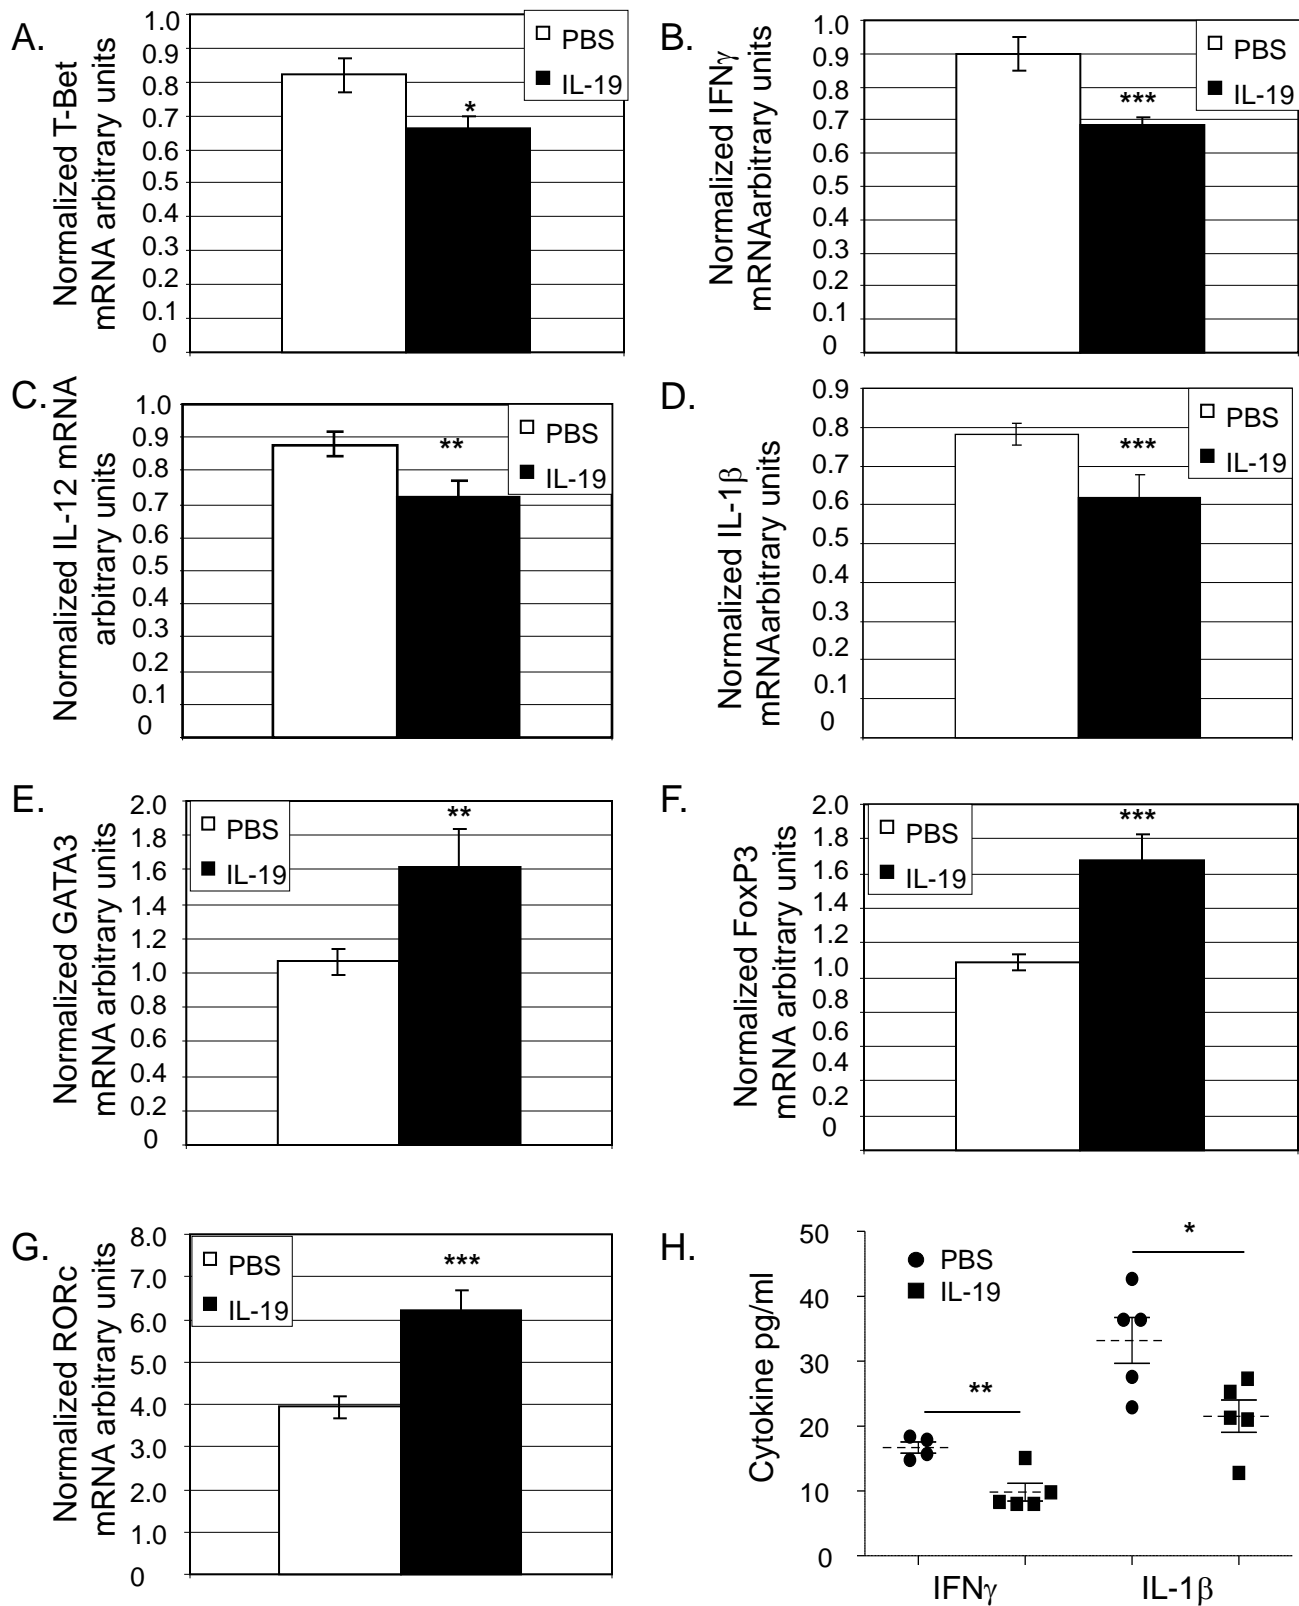 A.
Normalized T-Bet
mRNA arbitrary units
1.0
0.9
0.8
0.7
0.6
0.5
0.4
0.3
0.2
0.1
0
PBS
IL-19
*
B.
Normalized IFNγ
mRNAarbitrary units
1.0
0.9
0.8
0.7
0.6
0.5
0.4
0.3
0.2
0.1
0
PBS
IL-19
***
C.
Normalized IL-12 mRNA
arbitrary units
1.0
0.9
0.8
0.7
0.6
0.5
0.4
0.3
0.2
0.1
0
PBS
IL-19
**
D.
Normalized IL-1β
mRNAarbitrary units
0.9
0.8
0.7
0.6
0.5
0.4
0.3
0.2
0.1
0
PBS
IL-19
***
E.
Normalized GATA3
mRNA arbitrary units
2.0
1.8
1.6
1.4
1.2
1.0
0.8
0.6
0.4
0.2
0
PBS
IL-19
**
F.
Normalized FoxP3
mRNA arbitrary units
2.0
1.8
1.6
1.4
1.2
1.0
0.8
0.6
0.4
0.2
0
PBS
IL-19
***
G.
Normalized RORc
mRNA arbitrary units
8.0
7.0
6.0
5.0
4.0
3.0
2.0
1.0
0
PBS
IL-19
***
H.
Cytokine pg/ml
50
40
30
20
10
0
PBS
IL-19
**
*
IFNγ
IL-1β